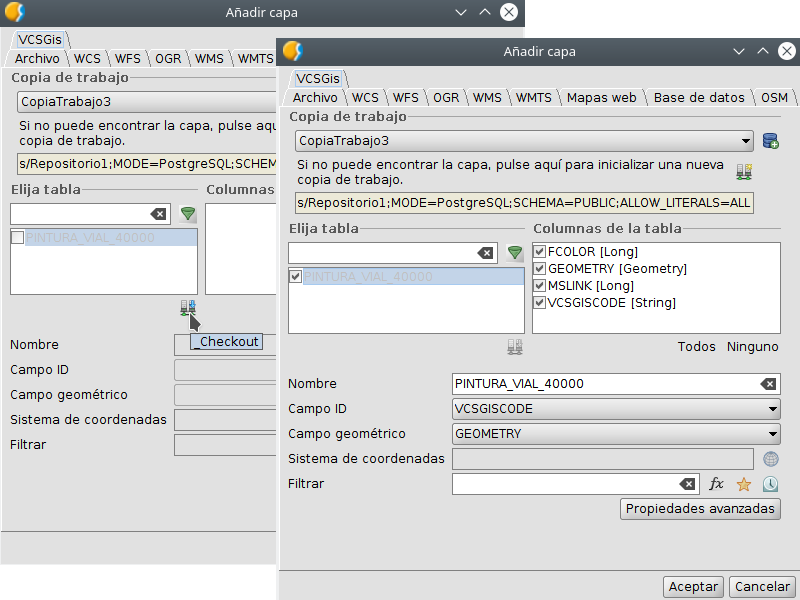 Añadir capa
VCSGis
Archivo WCS WFS OGR WMS WMTS
Copia de trabajo
CopiaTrabajo3
Si no puede encontrar la capa, pulse aqu
copia de trabajo.
s/Repositorio1;MODE=PostgreSQL;SCHEM
Elija tabla Columnas
PINTURA_VIAL_40000
_Checkout
Nombre
Campo ID
Campo geométrico
Sistema de coordenadas
Filtrar
Añadir capa
VCSGis
Archivo WCS WFS OGR WMS WMTS Mapas web Base de datos OSM
Copia de trabajo
CopiaTrabajo3
Si no puede encontrar la capa, pulse aquí para inicializar una nueva
copia de trabajo.
s/Repositorio1;MODE=PostgreSQL;SCHEMA=PUBLIC;ALLOW_LITERALS=ALL
Elija tabla Columnas de la tabla
PINTURA_VIAL_40000
FCOLOR [Long]
GEOMETRY [Geometry]
MSLINK [Long]
VCSGISCODE [String]
Todos Ninguno
Nombre PINTURA_VIAL_40000
Campo ID VCSGISCODE
Campo geométrico GEOMETRY
Sistema de coordenadas
Filtrar fx
Propiedades avanzadas
Aceptar Cancelar